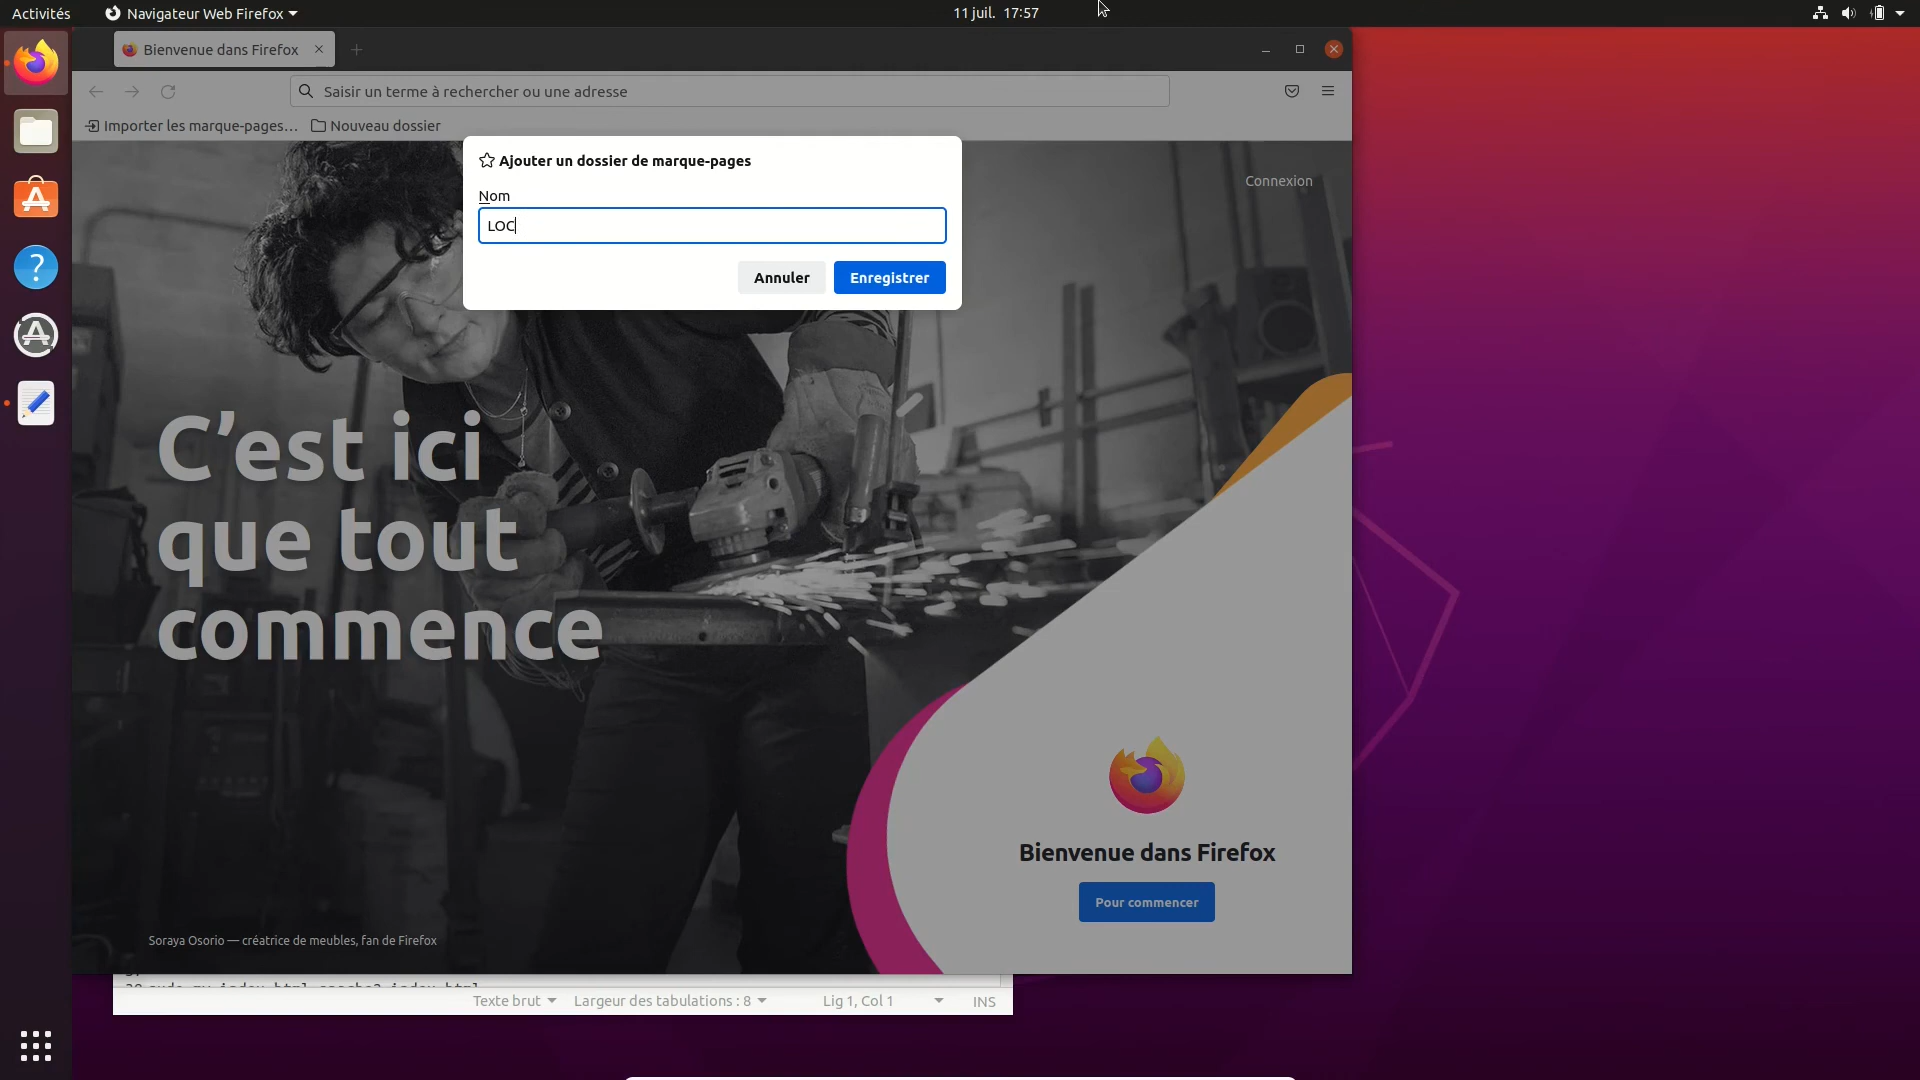 Activités
Navigateur Web Firefox
11 juil. 17:57
Bienvenue dans Firefox
Saisir un terme à rechercher ou une adresse
Importer les marque-pages…
Nouveau dossier
Ajouter un dossier de marque-pages
Nom
LOC
Annuler
Enregistrer
Connexion
C’est ici
que tout
commence
Bienvenue dans Firefox
Pour commencer
Soraya Osorio — créatrice de meubles, fan de Firefox
Texte brut
Largeur des tabulations : 8
Lig 1, Col 1
INS